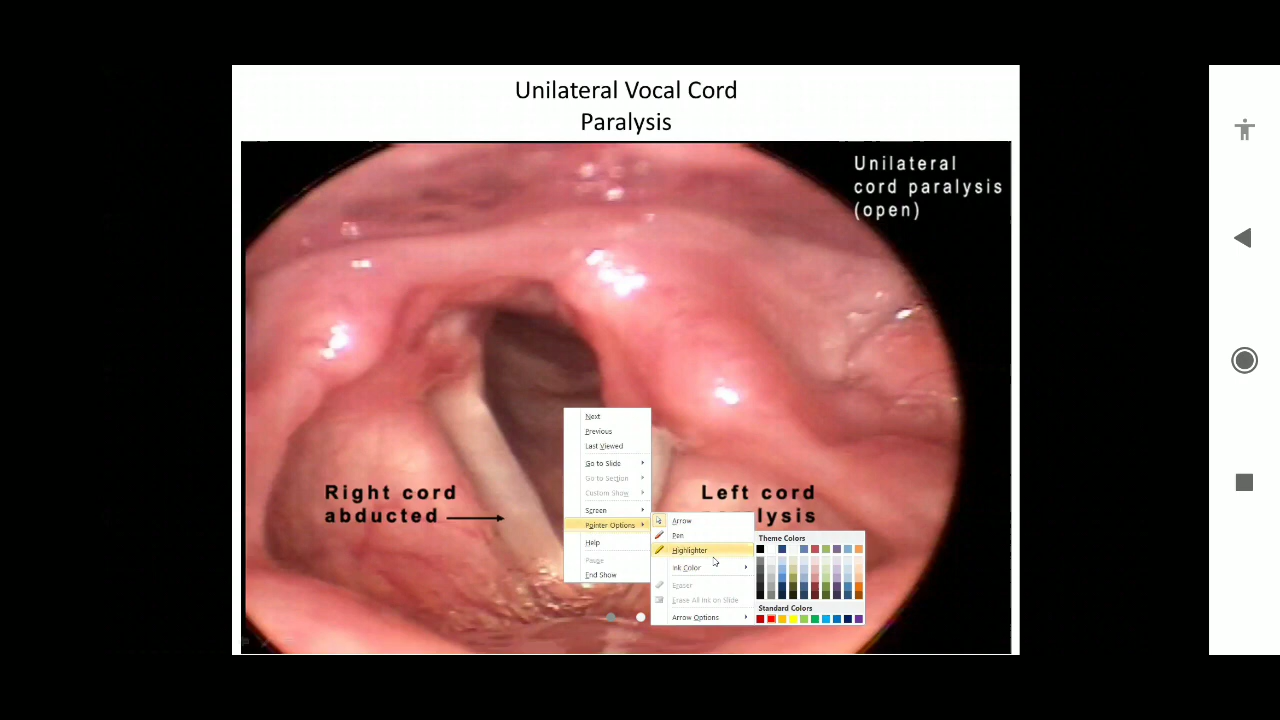 Unilateral Vocal Cord
Paralysis
Unilateral
cord paralysis
(open)
Right cord
abducted
Left cord
lysis
Next
Previous
Last Viewed
Go to Slide
Go to Section
Custom Show
Screen
Pointer Options
Help
Pause
End Show
Arrow
Pen
Highlighter
Ink Color
Eraser
Erase All Ink on Slide
Arrow Options
Theme Colors
Standard Colors